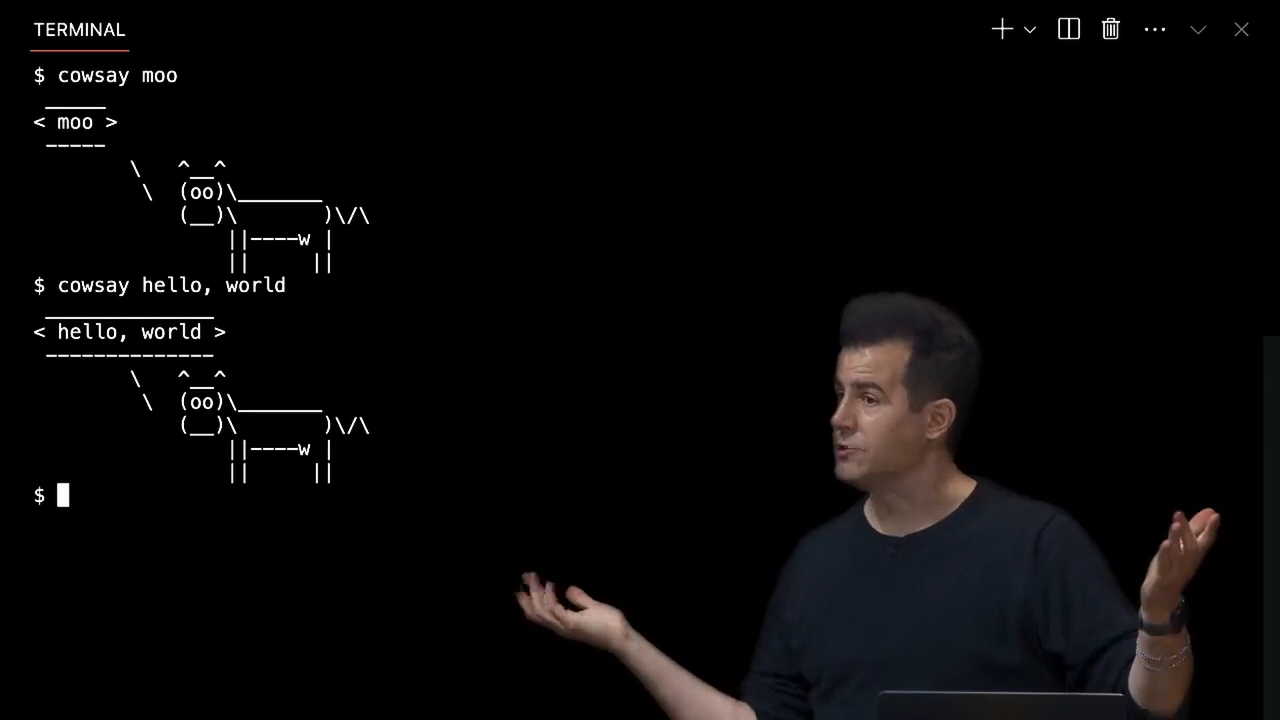 TERMINAL
$ cowsay moo
 _____
< moo >
 -----
        \   ^__^
         \  (oo)\_______
            (__)\       )\/\
                ||----w |
                ||     ||
$ cowsay hello, world
 ______________
< hello, world >
 --------------
        \   ^__^
         \  (oo)\_______
            (__)\       )\/\
                ||----w |
                ||     ||
$